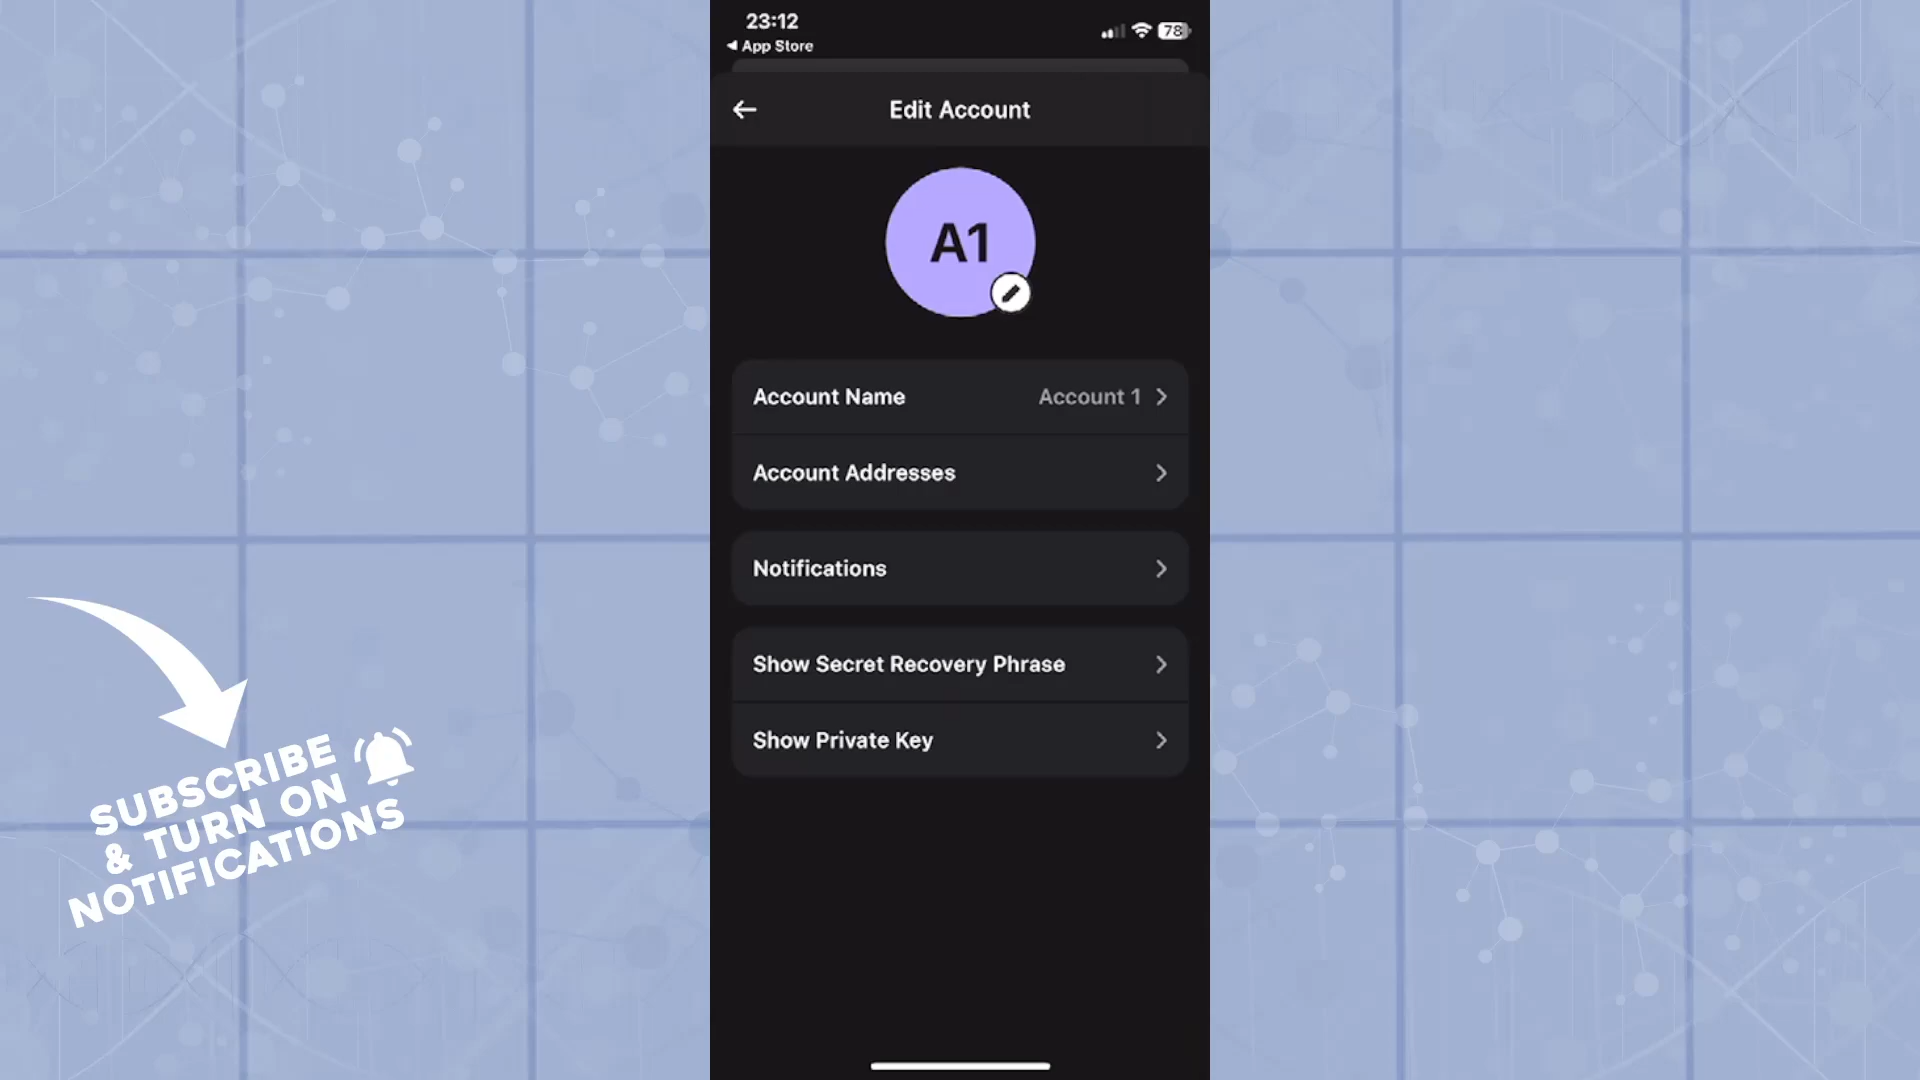 23:12
App Store
78
Edit Account
A1
Account Name
Account 1
Account Addresses
Notifications
Show Secret Recovery Phrase
Show Private Key
SUBSCRIBE
& TURN ON
NOTIFICATIONS